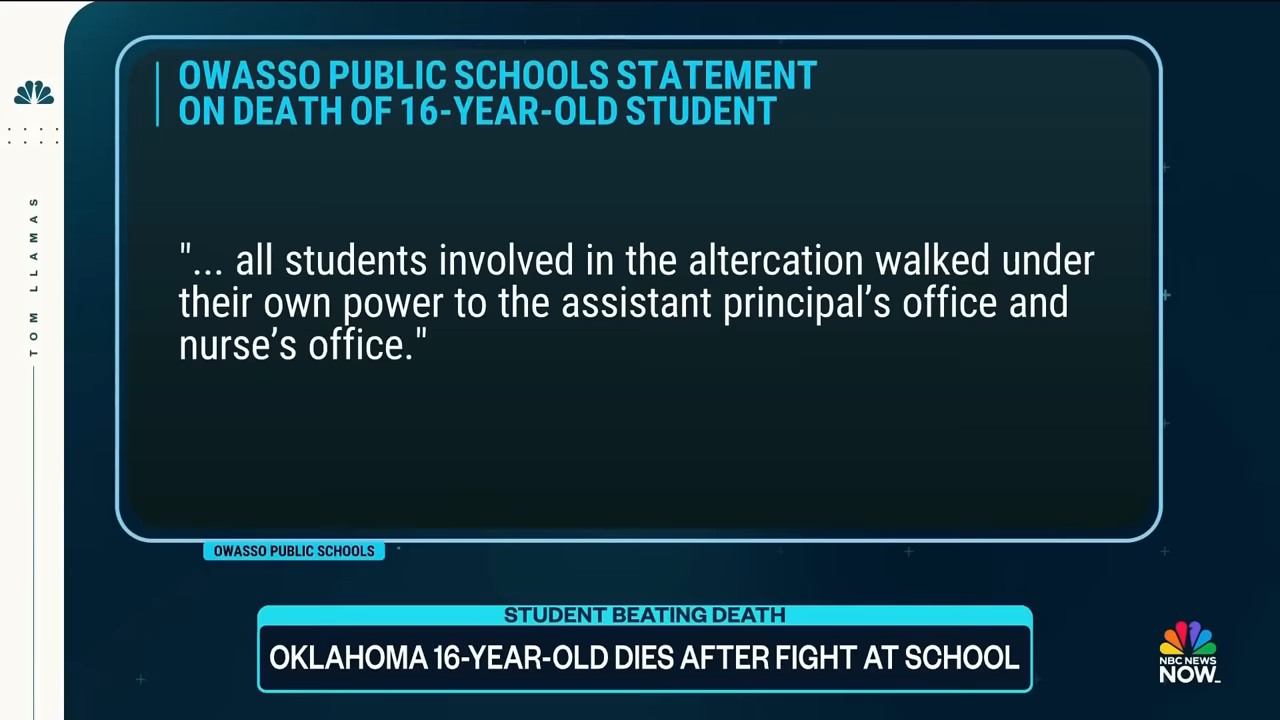 OWASSO PUBLIC SCHOOLS STATEMENT
ON DEATH OF 16-YEAR-OLD STUDENT
TOM LLAMAS
"... all students involved in the altercation walked under
their own power to the assistant principal’s office and
nurse’s office."
OWASSO PUBLIC SCHOOLS
STUDENT BEATING DEATH
OKLAHOMA 16-YEAR-OLD DIES AFTER FIGHT AT SCHOOL
NBC NEWS
NOW_